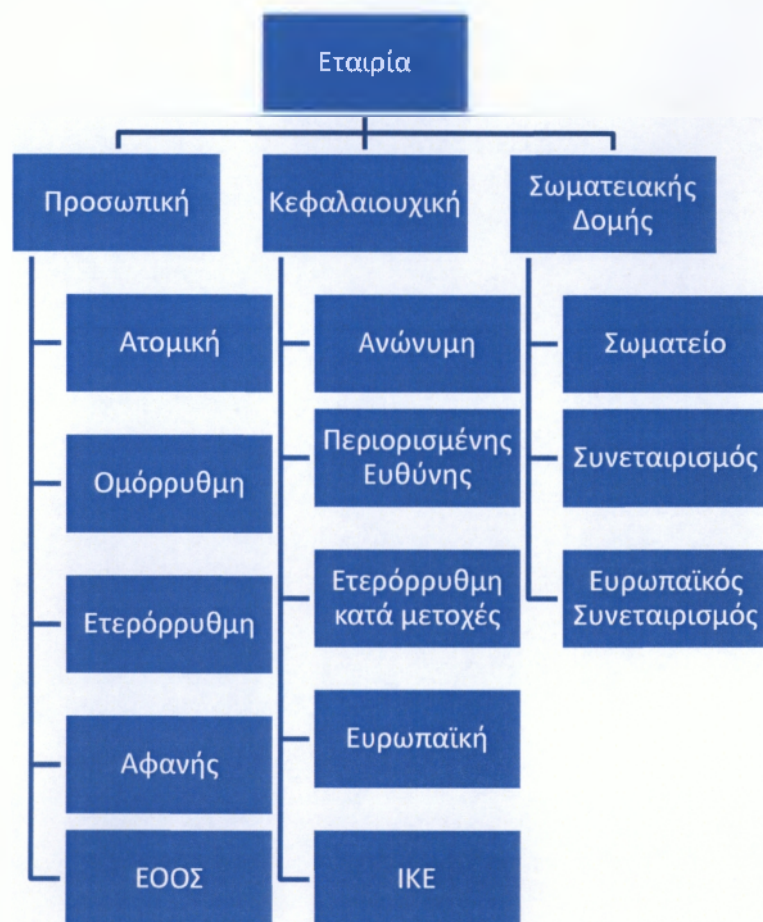 Εταιρία
Προσωπική
Κεφαλαιουχική
Σωματειακής
Δομής
Ατομική
Ομόρρυθμη
Ετερόρρυθμη
Αφανής
ΕΟΟΣ
Ανώνυμη
Περιορισμένης
Ευθύνης
Ετερόρρυθμη
κατά μετοχές
Ευρωπαϊκή
ΙΚΕ
Σωματείο
Συνεταιρισμός
Ευρωπαϊκός
Συνεταιρισμός